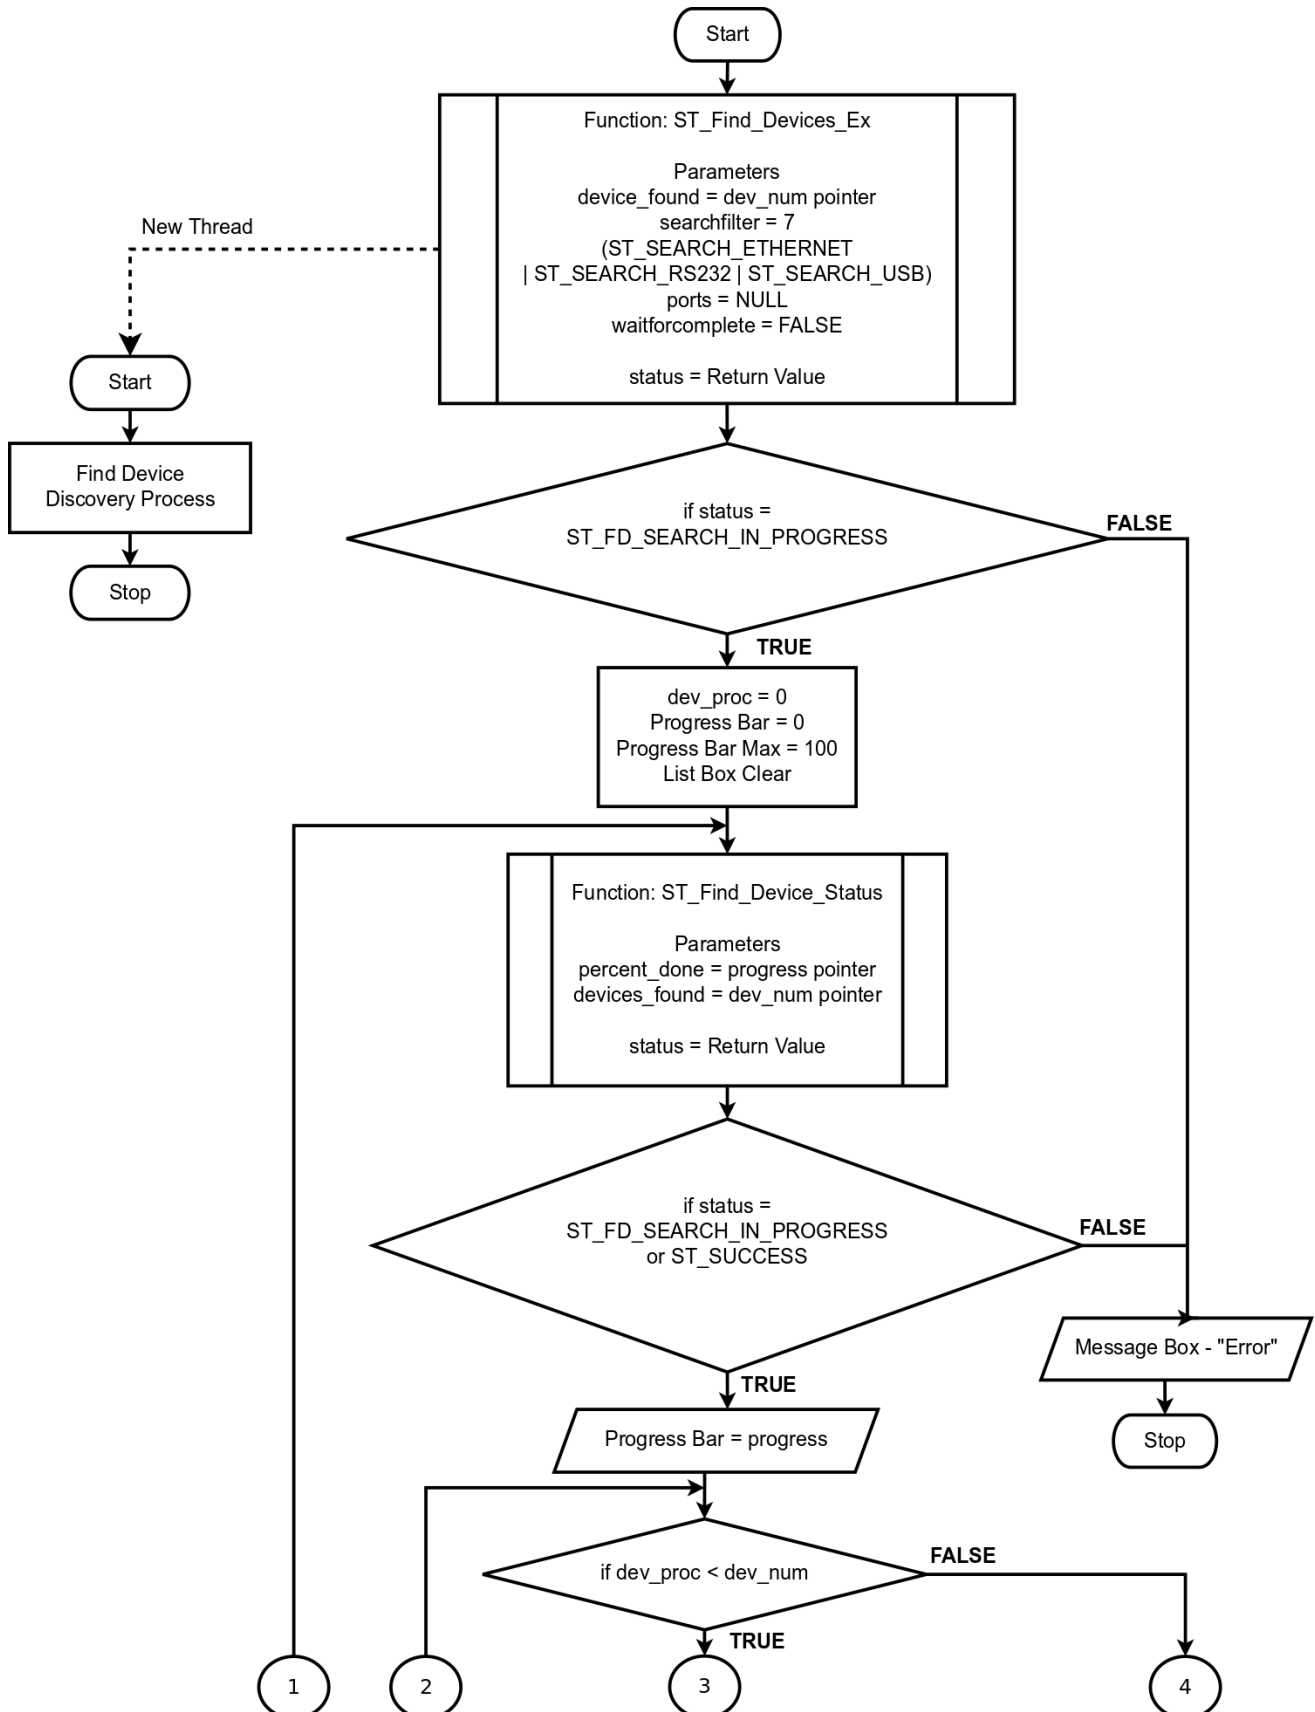 Start
Function: ST_Find_Devices_Ex
Parameters
device_found = dev_num pointer
searchfilter = 7
(ST_SEARCH_ETHERNET
| ST_SEARCH_RS232 | ST_SEARCH_USB)
ports = NULL
waitforcomplete = FALSE
status = Return Value
New Thread
Start
Find Device
Discovery Process
Stop
if status =
ST_FD_SEARCH_IN_PROGRESS
FALSE
TRUE
dev_proc = 0
Progress Bar = 0
Progress Bar Max = 100
List Box Clear
Function: ST_Find_Device_Status
Parameters
percent_done = progress pointer
devices_found = dev_num pointer
status = Return Value
if status =
ST_FD_SEARCH_IN_PROGRESS
or ST_SUCCESS
FALSE
Message Box - "Error"
Stop
TRUE
Progress Bar = progress
if dev_proc < dev_num
FALSE
TRUE
1
2
3
4